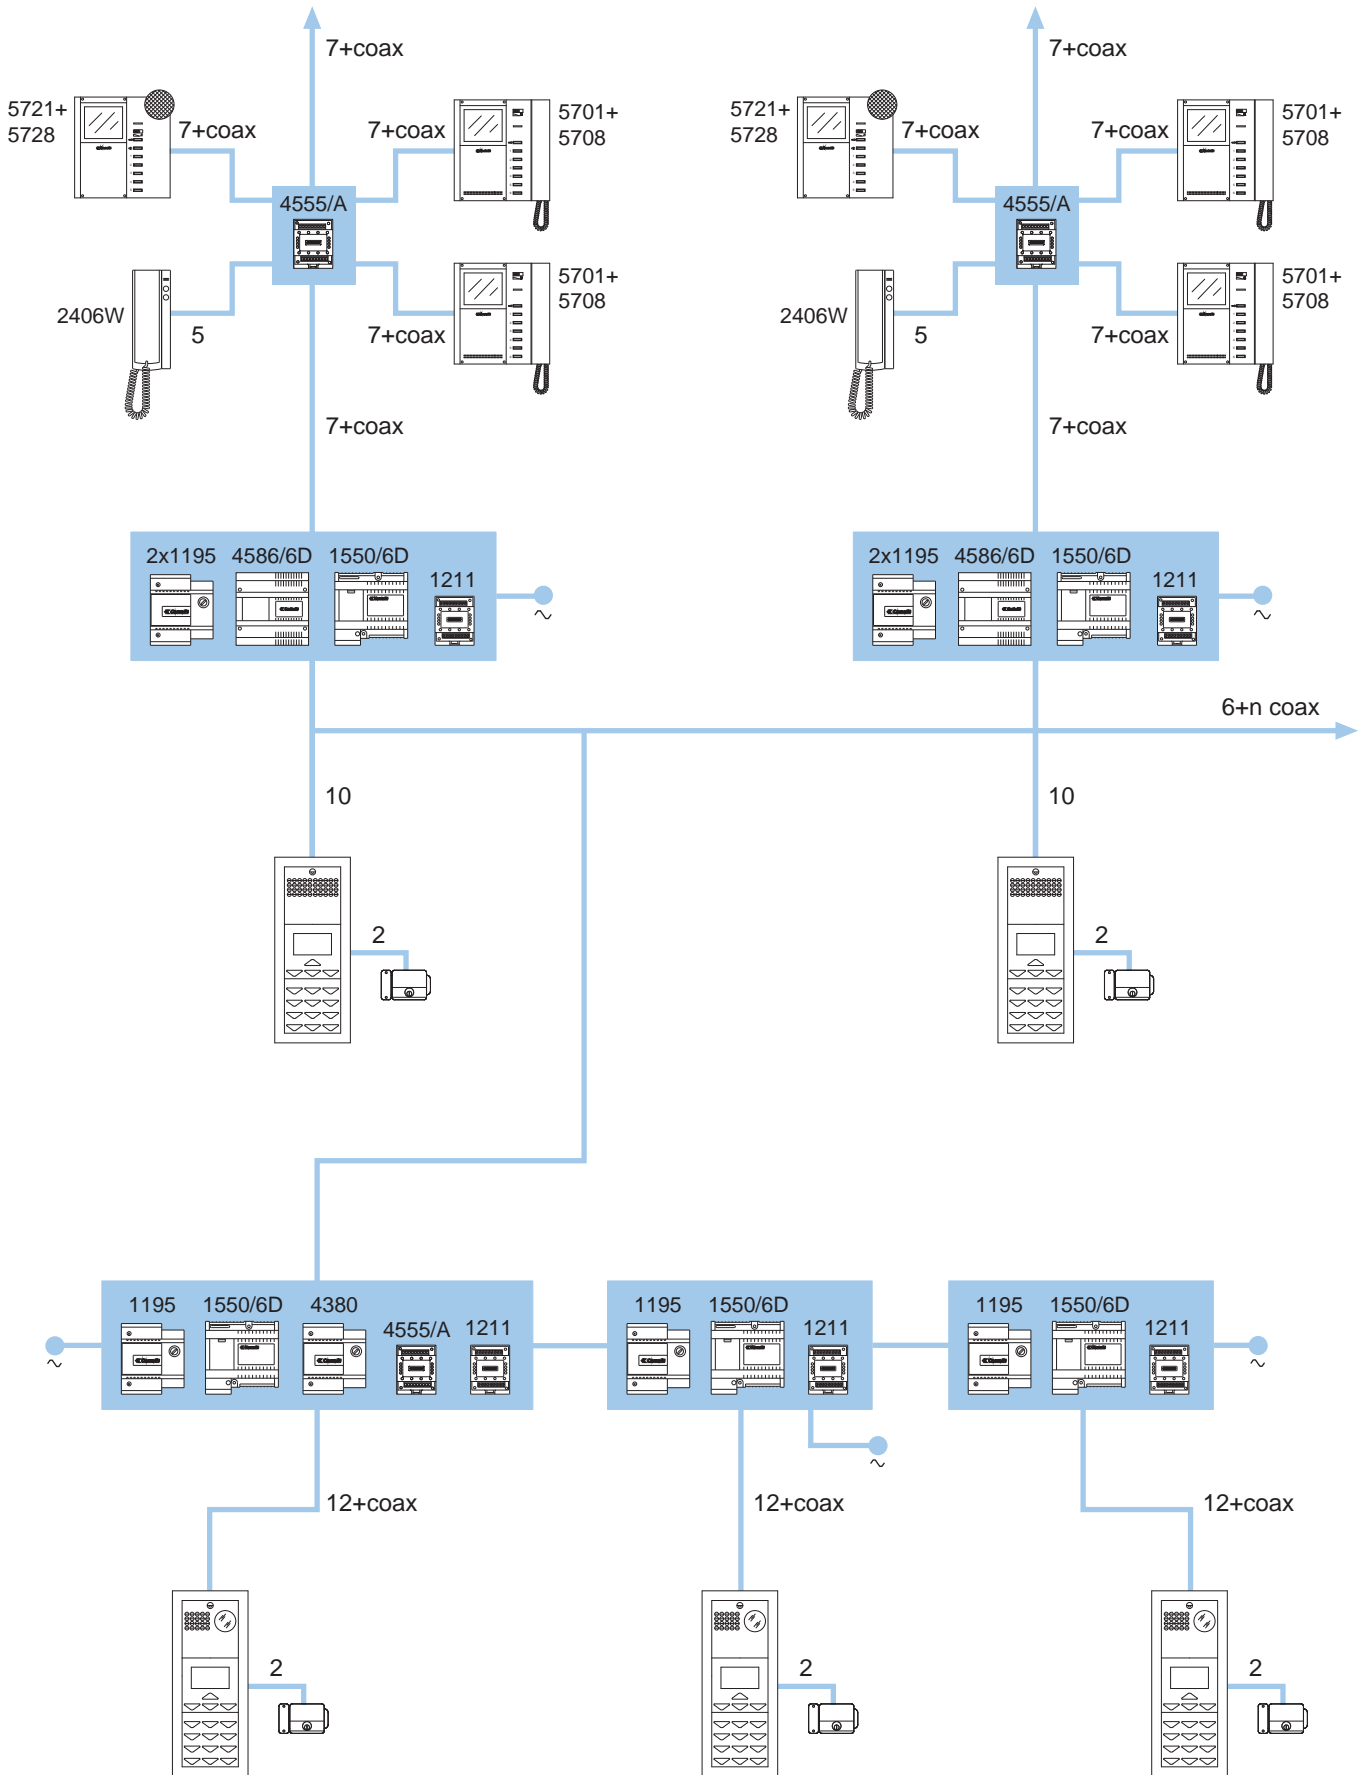 7+coax
7+coax
5721+
5728
7+coax
7+coax
5701+
5708
5721+
5728
7+coax
7+coax
5701+
5708
4555/A
4555/A
2406W
5
7+coax
5701+
5708
2406W
5
7+coax
5701+
5708
7+coax
7+coax
2x1195
4586/6D
1550/6D
1211
~
2x1195
4586/6D
1550/6D
1211
~
6+n coax
10
10
2
2
1195
1550/6D
4380
4555/A
1211
~
1195
1550/6D
1211
~
1195
1550/6D
1211
~
12+coax
12+coax
12+coax
2
2
2